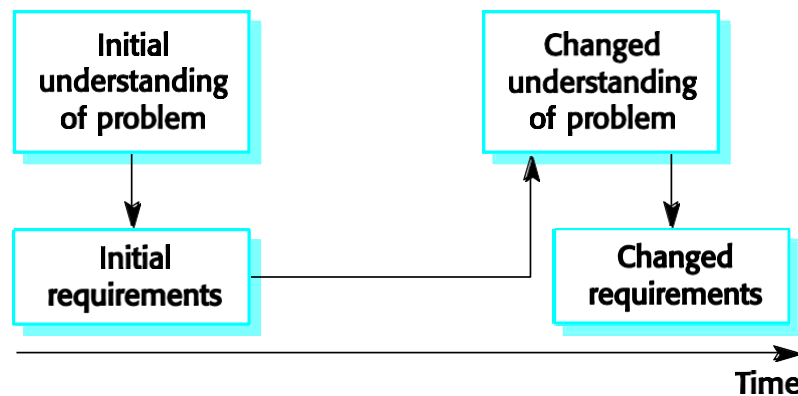 Initial
understanding
of problem
Initial
requirements
Changed
understanding
of problem
Changed
requirements
Time